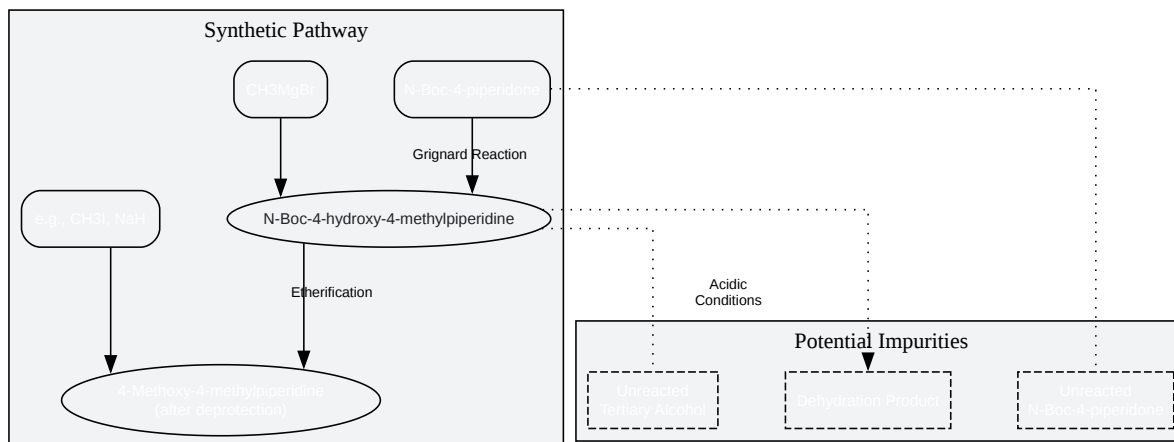 Synthetic Pathway
CH3MgBr
N-Boc-4-piperidone
Grignard Reaction
e.g., CH3I, NaH
N-Boc-4-hydroxy-4-methylpiperidine
Etherification
4-Methoxy-4-methylpiperidine
(after deprotection)
Acidic
Conditions
Potential Impurities
Unreacted
Tertiary Alcohol
Dehydration Product
Unreacted
N-Boc-4-piperidone